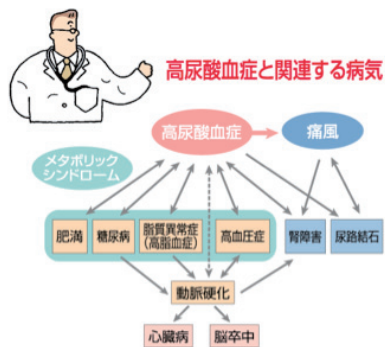 高尿酸血症と関連する病気
高尿酸血症
痛風
メタボリック
シンドローム
肥満
糖尿病
脂質異常症
(高脂血症)
高血圧症
腎障害
尿路結石
動脈硬化
心臓病
脳卒中